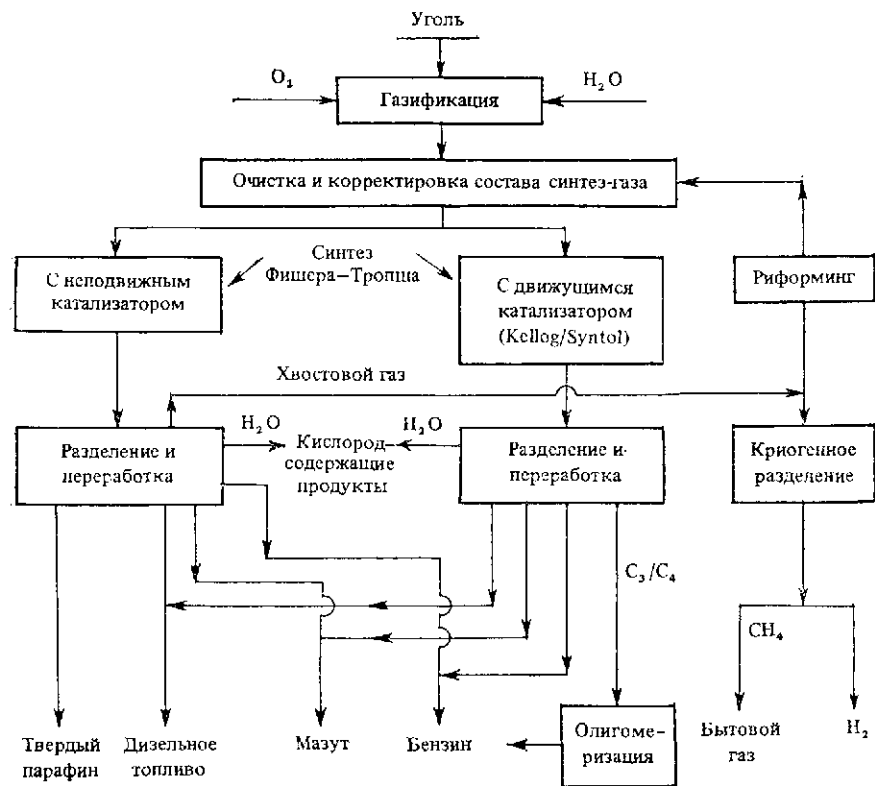 Уголь
O₂
H₂O
Газификация
Очистка и корректировка состава синтез-газа
Синтез
Фишера–Тропша
С неподвижным
катализатором
С движущимся
катализатором
(Kellog/Syntol)
Риформинг
Хвостовой газ
H₂O
H₂O
Кислород–
содержащие
продукты
Разделение и
переработка
Разделение и
переработка
Криогенное
разделение
C₃/C₄
CH₄
Твердый
парафин
Дизельное
топливо
Мазут
Бензин
Олигоме-
ризация
Бытовой
газ
H₂